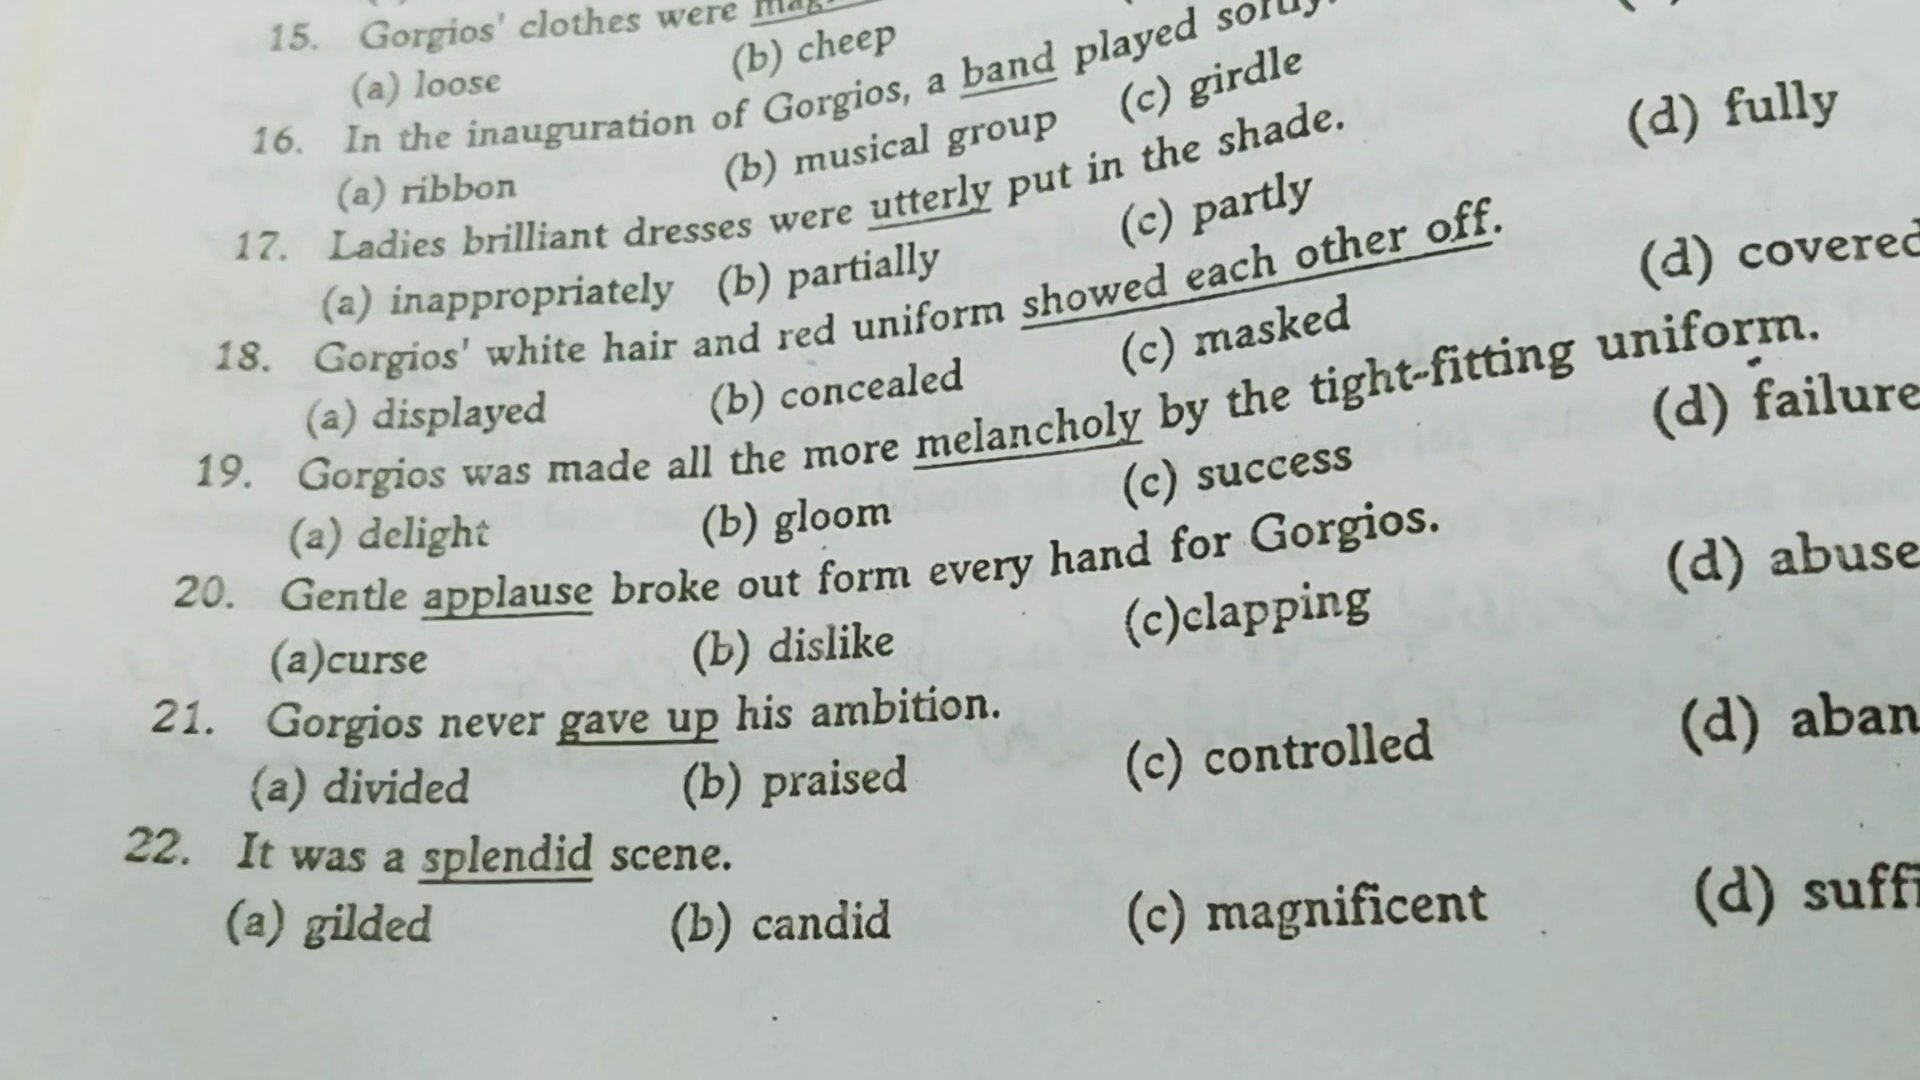 15. Gorgios' clothes were
(a) loose (b) cheep
16. In the inauguration of Gorgios, a band played
(a) ribbon (b) musical group (c) girdle
17. Ladies brilliant dresses were utterly put in the shade.
(a) inappropriately (b) partially (c) partly (d) fully
18. Gorgios' white hair and red uniform showed each other off.
(a) displayed (b) concealed (c) masked (d) covered
19. Gorgios was made all the more melancholy by the tight-fitting uniform.
(a) delight (b) gloom (c) success (d) failure
20. Gentle applause broke out form every hand for Gorgios.
(a)curse (b) dislike (c)clapping (d) abuse
21. Gorgios never gave up his ambition.
(a) divided (b) praised (c) controlled (d) aban
22. It was a splendid scene.
(a) gilded (b) candid (c) magnificent (d) suffi